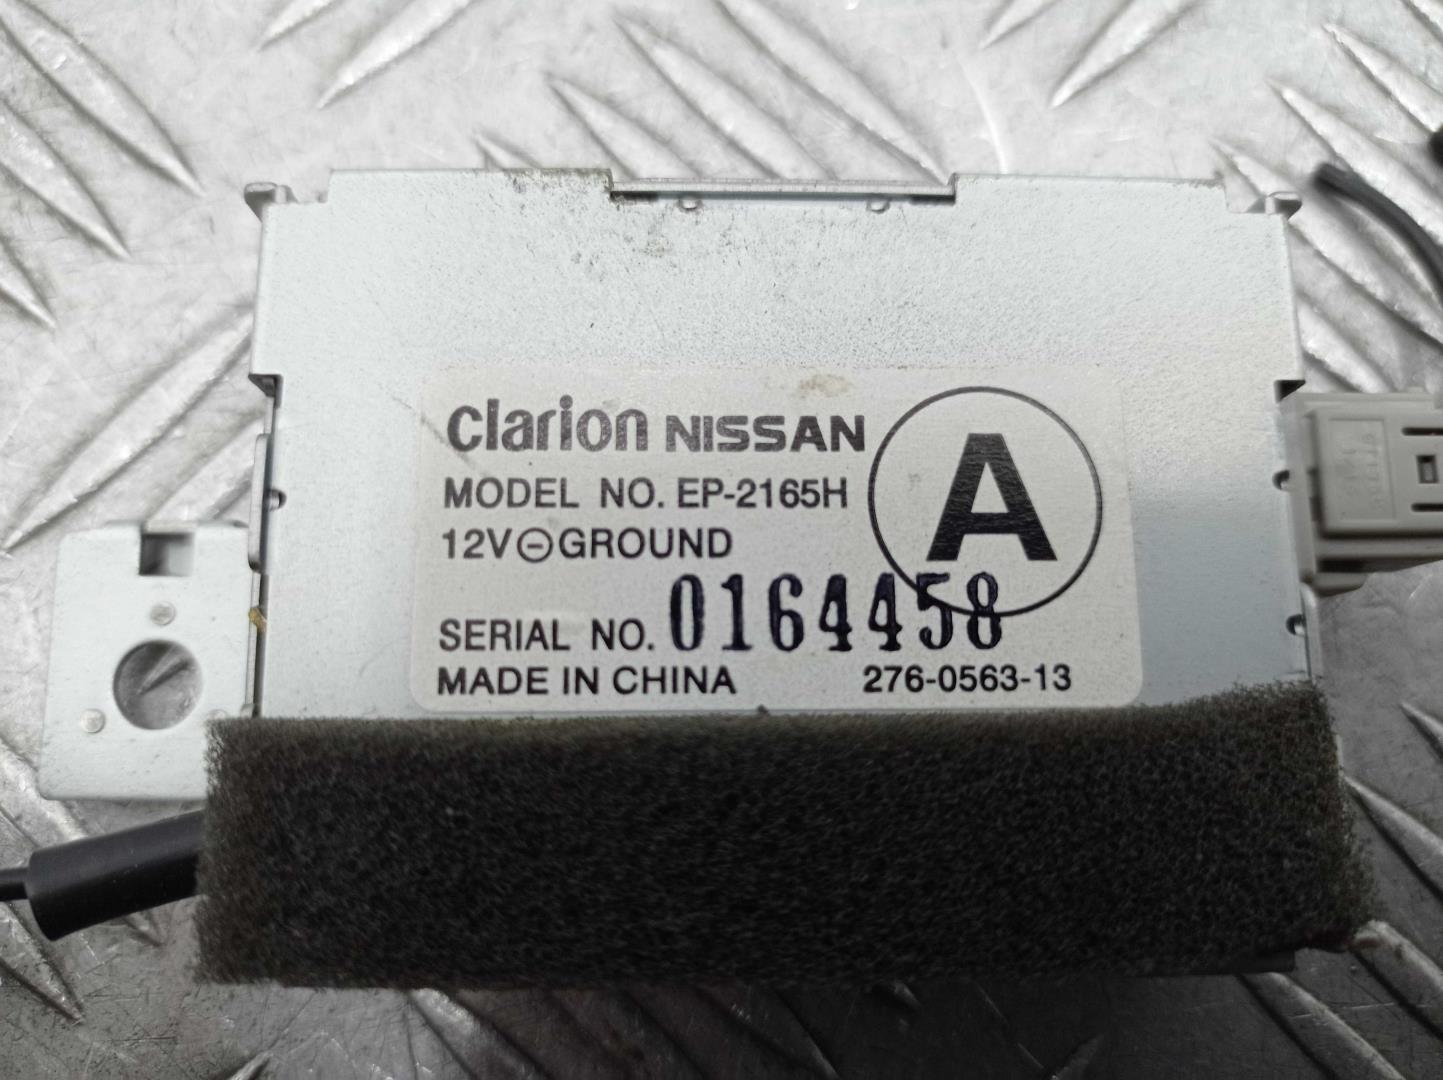 clarion NISSAN
A
MODEL NO. EP-2165H
12V⊖GROUND
SERIAL NO. 0164458
MADE IN CHINA 276-0563-13